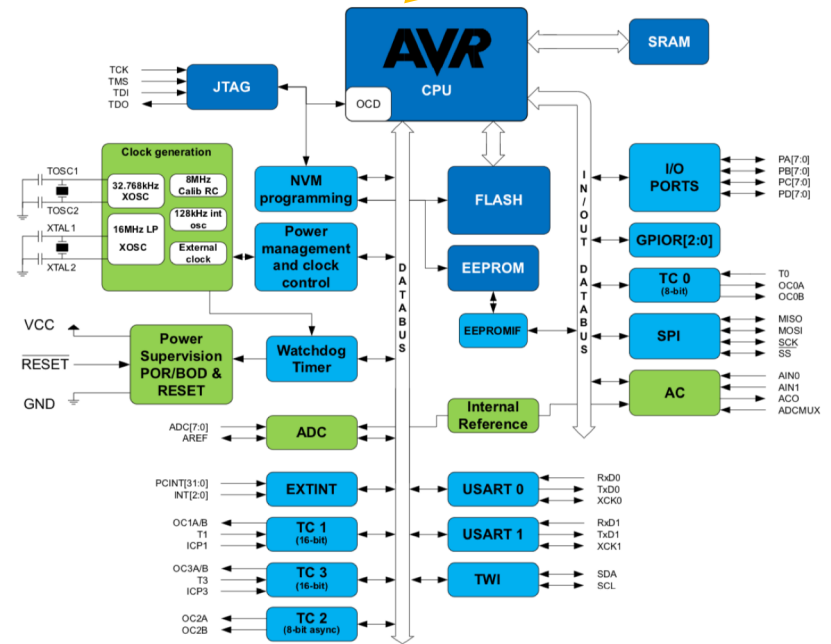 AVR
CPU
OCD
SRAM
TCK
TMS
TDI
TDO
JTAG
Clock generation
TOSC1
TOSC2
XTAL1
XTAL2
32.768kHz
XOSC
8MHz
Calib RC
16MHz LP
XOSC
128kHz int
osc
External
clock
NVM
programming
Power
management
and clock
control
FLASH
EEPROM
EEPROMIF
I/O
PORTS
PA[7:0]
PB[7:0]
PC[7:0]
PD[7:0]
GPIOR[2:0]
TC 0
(8-bit)
T0
OC0A
OC0B
SPI
MISO
MOSI
SCK
SS
AC
AIN0
AIN1
ACO
ADCMUX
IN/OUT DATABUS
DATABUS
VCC
RESET
GND
Power
Supervision
POR/BOD &
RESET
Watchdog
Timer
Internal
Reference
ADC[7:0]
AREF
ADC
PCINT[31:0]
INT[2:0]
EXTINT
USART 0
RxD0
TxD0
XCK0
OC1A/B
T1
ICP1
TC 1
(16-bit)
USART 1
RxD1
TxD1
XCK1
OC3A/B
T3
ICP3
TC 3
(16-bit)
TWI
SDA
SCL
OC2A
OC2B
TC 2
(8-bit async)